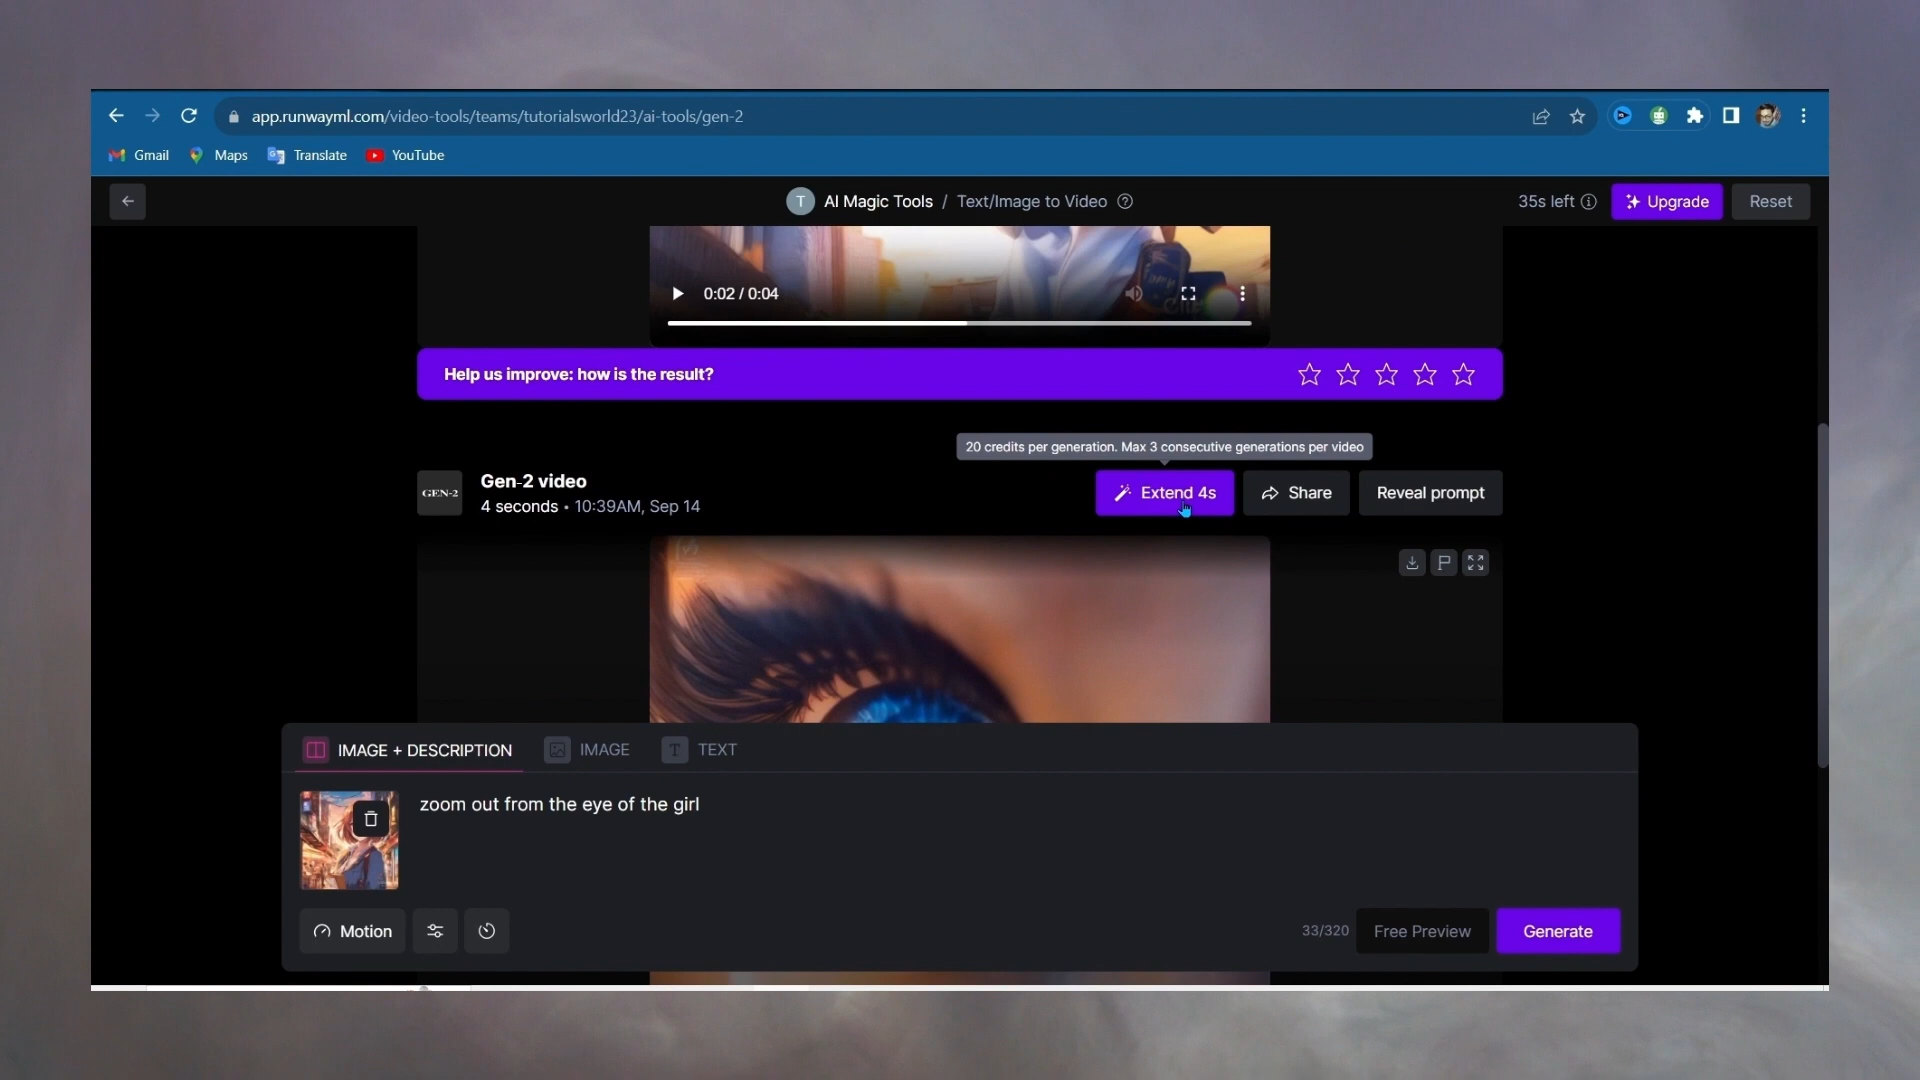 app.runwayml.com/video-tools/teams/tutorialsworld23/ai-tools/gen-2
Gmail Maps Translate YouTube
T AI Magic Tools / Text/Image to Video
35s left Upgrade Reset
0:02 / 0:04
Help us improve: how is the result?
20 credits per generation. Max 3 consecutive generations per video
GEN-2
Gen-2 video
4 seconds • 10:39AM, Sep 14
Extend 4s Share Reveal prompt
IMAGE + DESCRIPTION IMAGE T TEXT
zoom out from the eye of the girl
Motion
33/320 Free Preview Generate